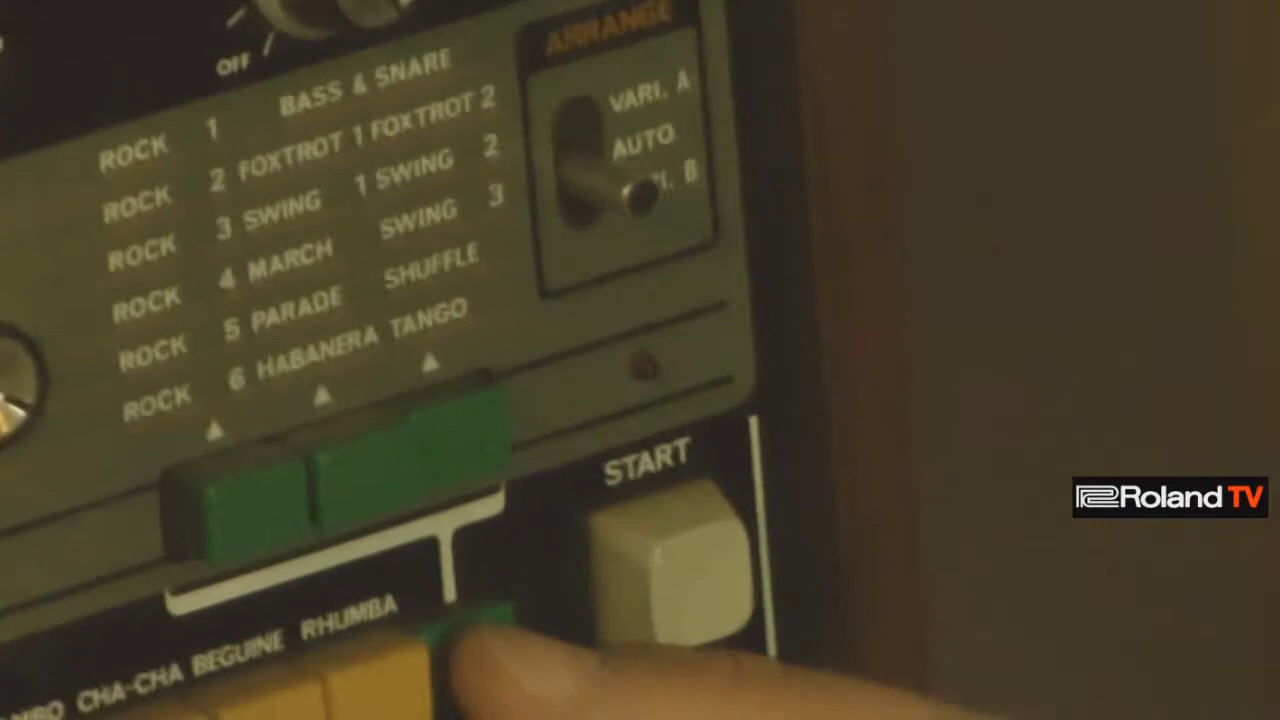 OFF
ARRANGE
BASS & SNARE
ROCK 1 FOXTROT 1 FOXTROT 2
ROCK 2 SWING 1 SWING 2
ROCK 3 MARCH SWING 3
ROCK 4 PARADE SHUFFLE
ROCK 5 HABANERA TANGO
ROCK 6
VARI. A
AUTO
B
START
CHA-CHA BEGUINE RHUMBA
Roland TV